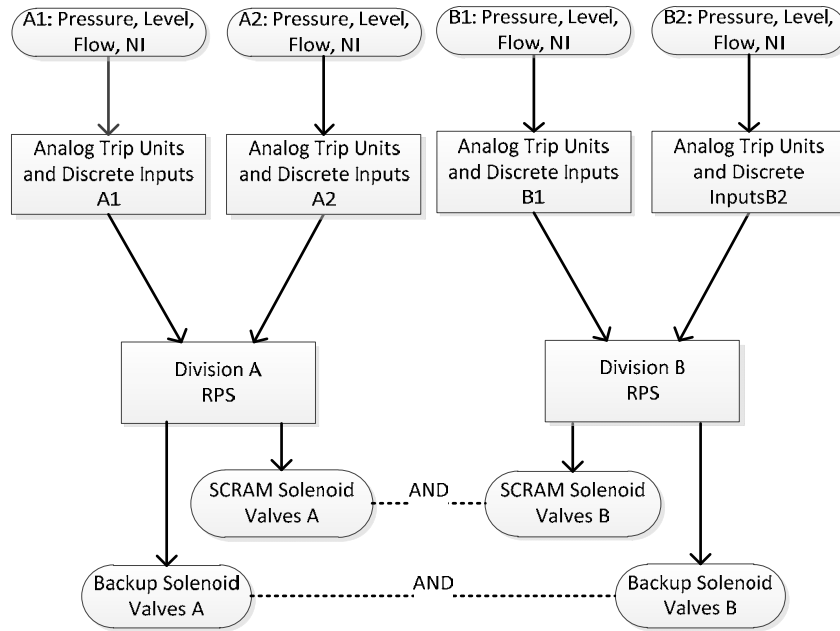 A1: Pressure, Level,
Flow, NI
A2: Pressure, Level,
Flow, NI
B1: Pressure, Level,
Flow, NI
B2: Pressure, Level,
Flow, NI
Analog Trip Units
and Discrete Inputs
A1
Analog Trip Units
and Discrete Inputs
A2
Analog Trip Units
and Discrete Inputs
B1
Analog Trip Units
and Discrete
InputsB2
Division A
RPS
Division B
RPS
SCRAM Solenoid
Valves A
AND
SCRAM Solenoid
Valves B
Backup Solenoid
Valves A
AND
Backup Solenoid
Valves B